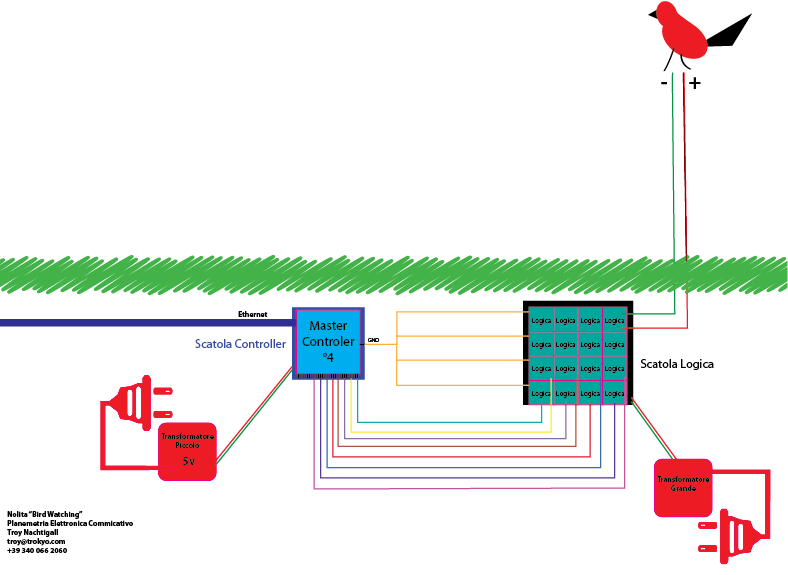 - +
Ethernet
Scatola Controller
Master
Controler
°4
GND
Logica Logica Logica Logica
Logica Logica Logica Logica
Logica Logica Logica Logica
Logica Logica Logica Logica
Scatola Logica
Transformatore
Piccolo
5v
Transformatore
Grande
Nolita "Bird Watching"
Planemetria Elettronica Commicativo
Troy Nachtigall
troy@trokyo.com
+39 340 066 2060